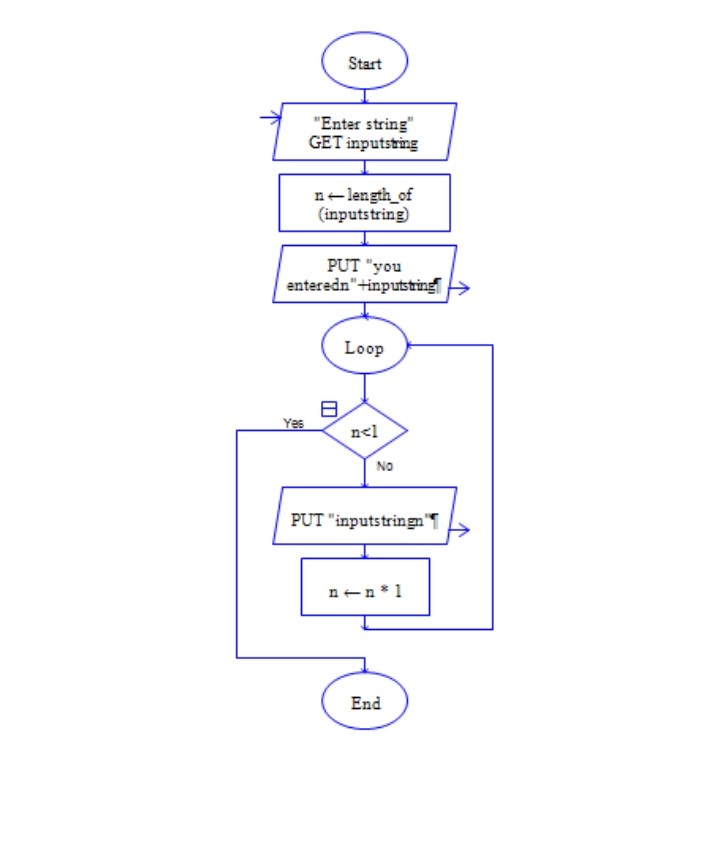 Start
"Enter string"
GET inputstring
n ← length_of
(inputstring)
PUT "you
enteredn"+inputstring¶
Loop
Yes
n<1
No
PUT "inputstringn"¶
n ← n * 1
End